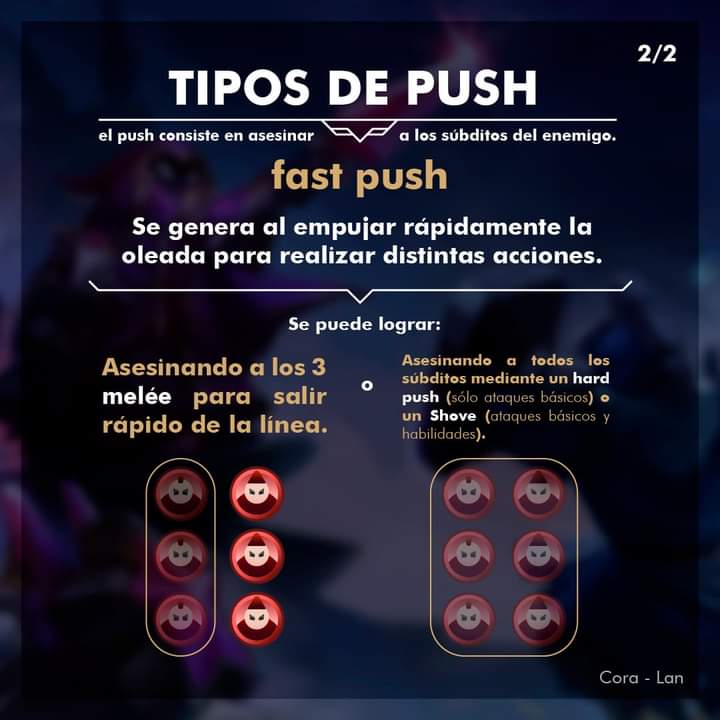 2/2
TIPOS DE PUSH
el push consiste en asesinar a los súbditos del enemigo.
fast push
Se genera al empujar rápidamente la
oleada para realizar distintas acciones.
Se puede lograr:
Asesinando a los 3
melée para salir
rápido de la línea.
o
Asesinando a todos los
súbditos mediante un hard
push (sólo ataques básicos) o
un Shove (ataques básicos y
habilidades).
Cora - Lan